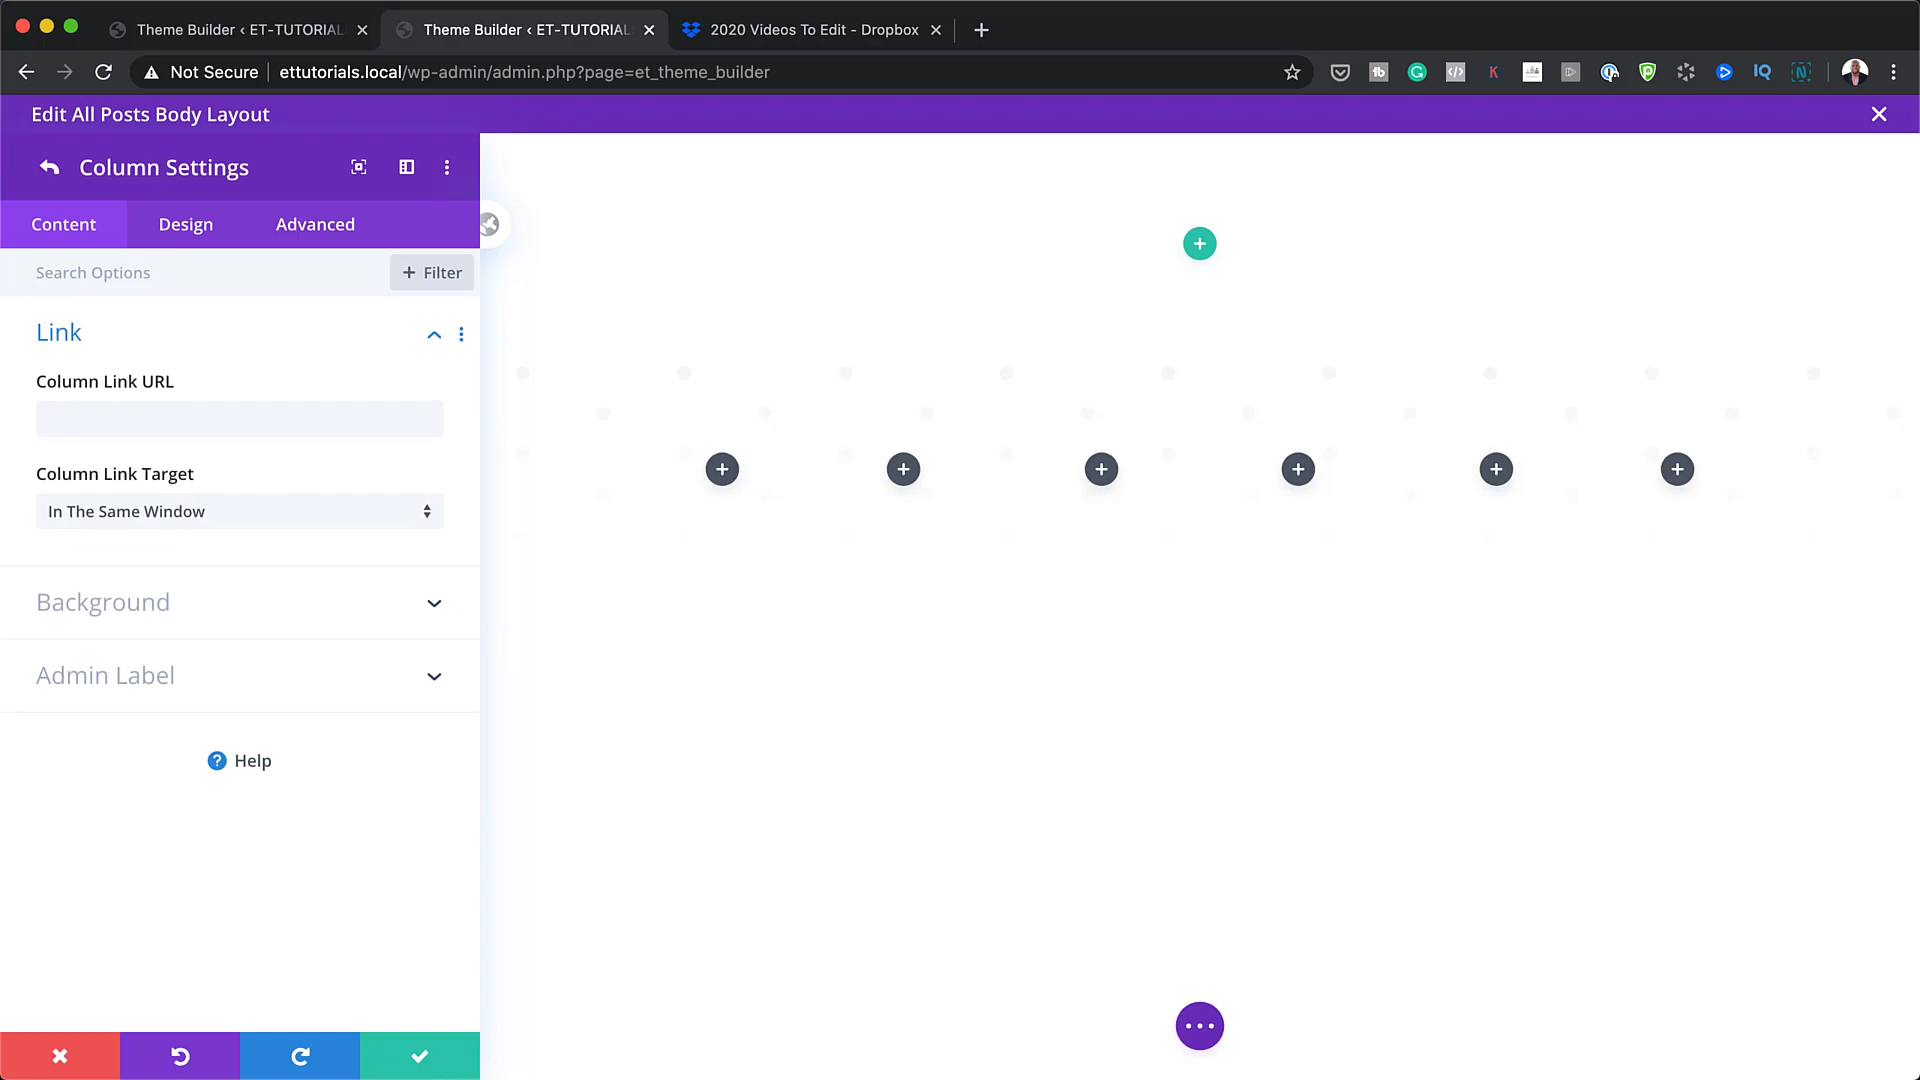 Theme Builder ‹ ET-TUTORIAL
Theme Builder ‹ ET-TUTORIAL
2020 Videos To Edit - Dropbox
Not Secure
ettutorials.local/wp-admin/admin.php?page=et_theme_builder
Edit All Posts Body Layout
Column Settings
Content
Design
Advanced
Search Options
+ Filter
Link
Column Link URL
Column Link Target
In The Same Window
Background
Admin Label
? Help